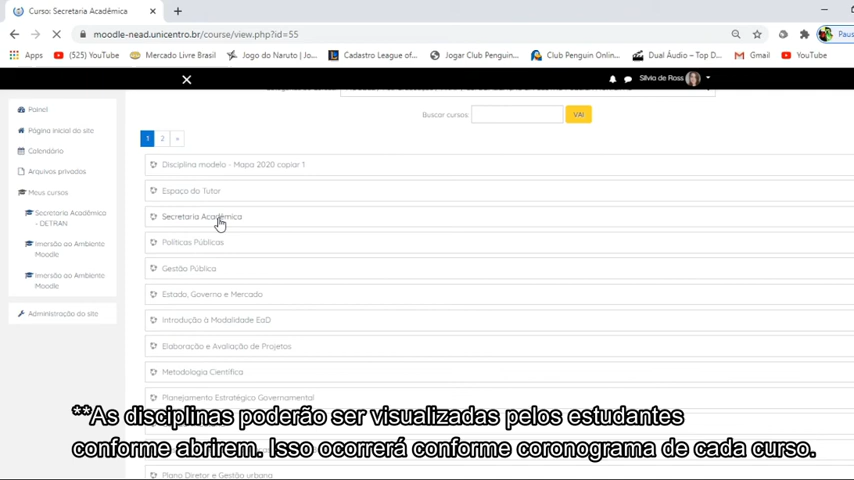 Curso: Secretaria Acadêmica
moodle-nead.unicentro.br/course/view.php?id=55
Paus
Apps (525) YouTube Mercado Livre Brasil Jogo do Naruto | Jo... Cadastro League of... Jogar Club Penguin... Club Penguin Online... Dual Áudio – Top D... Gmail YouTube
Silvia de Ross
Buscar cursos:
VAI
1 2 »
Painel
Página inicial do site
Calendário
Arquivos privados
Meus cursos
Secretaria Acadêmica
- DETRAN
Imersão ao Ambiente
Moodle
Imersão ao Ambiente
Moodle
Administração do site
Disciplina modelo - Mapa 2020 copiar 1
Espaço do Tutor
Secretaria Acadêmica
Políticas Públicas
Gestão Pública
Estado, Governo e Mercado
Introdução à Modalidade EaD
Elaboração e Avaliação de Projetos
Metodologia Científica
Planejamento Estratégico Governamental
Plano Diretor e Gestão urbana
**As disciplinas poderão ser visualizadas pelos estudantes
conforme abrirem. Isso ocorrerá conforme coronograma de cada curso.